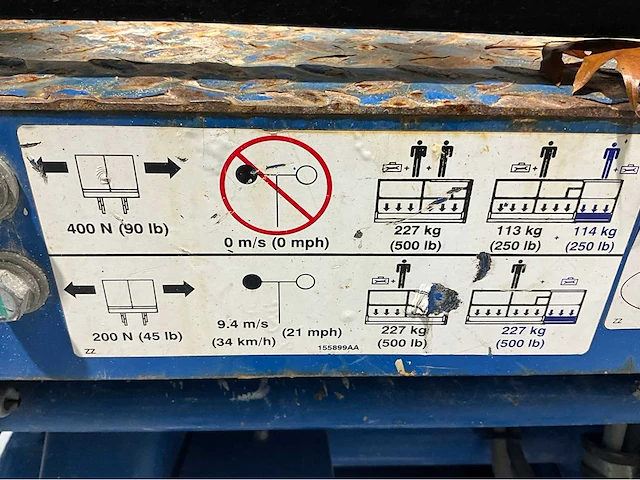 400 N (90 lb)
0 m/s (0 mph)
227 kg
(500 lb)
113 kg
(250 lb)
+
114 kg
(250 lb)
200 N (45 lb)
9.4 m/s
(34 km/h)
(21 mph)
227 kg
(500 lb)
227 kg
(500 lb)
ZZ
155899AA
ZZ